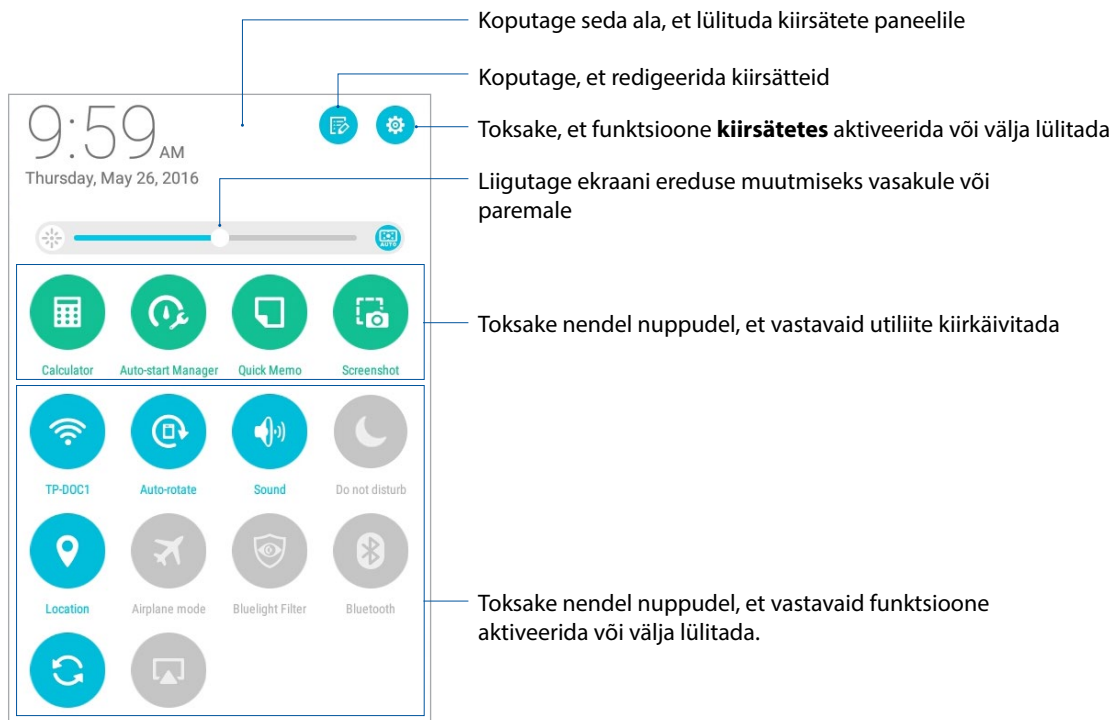 Koputage seda ala, et lülituda kiirsätete paneelile
Koputage, et redigeerida kiirsätteid
Toksake, et funktsioone kiirsätetes aktiveerida või välja lülitada
9:59 AM
Thursday, May 26, 2016
Liigutage ekraani ereduse muutmiseks vasakule või
paremale
AUTO
Toksake nendel nuppudel, et vastavaid utiliite kiirkäivitada
Calculator Auto-start Manager Quick Memo Screenshot
TP-DOC1 Auto-rotate Sound Do not disturb
Location Airplane mode Bluelight Filter Bluetooth
Toksake nendel nuppudel, et vastavaid funktsioone
aktiveerida või välja lülitada.